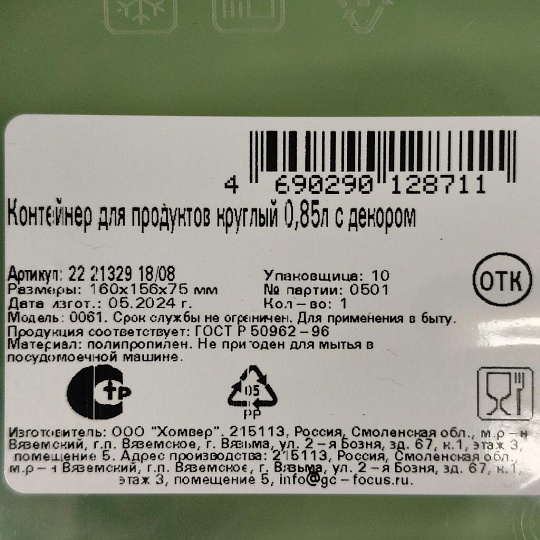 4 690290 128711
Контейнер для продуктов круглый 0,85л с декором
Артикул: 22 21329 18/08 Упаковщица: 10
Размеры: 160х156х75 мм № партии: 0501
Дата изгот.: 05.2024 г. Кол-во: 1
ОТК
Модель: 0061. Срок службы не ограничен. Для применения в быту.
Продукция соответствует: ГОСТ Р 50962-96
Материал: полипропилен. Не пригоден для мытья в
посудомоечной машине.
Стр
05
PP
Изготовитель: ООО "Хомвер". 215113, Россия, Смоленская обл., м.р-н
Вяземский, г.п. Вяземское, г. Вязьма, ул. 2-я Бозня, зд. 67, к.1, этаж 3,
помещение 5. Адрес производства: 215113, Россия, Смоленская обл.,
м.р-н Вяземский, г.п. Вяземское, г. Вязьма, ул. 2-я Бозня, зд. 67, к.1,
этаж 3, помещение 5, info@gc-focus.ru.